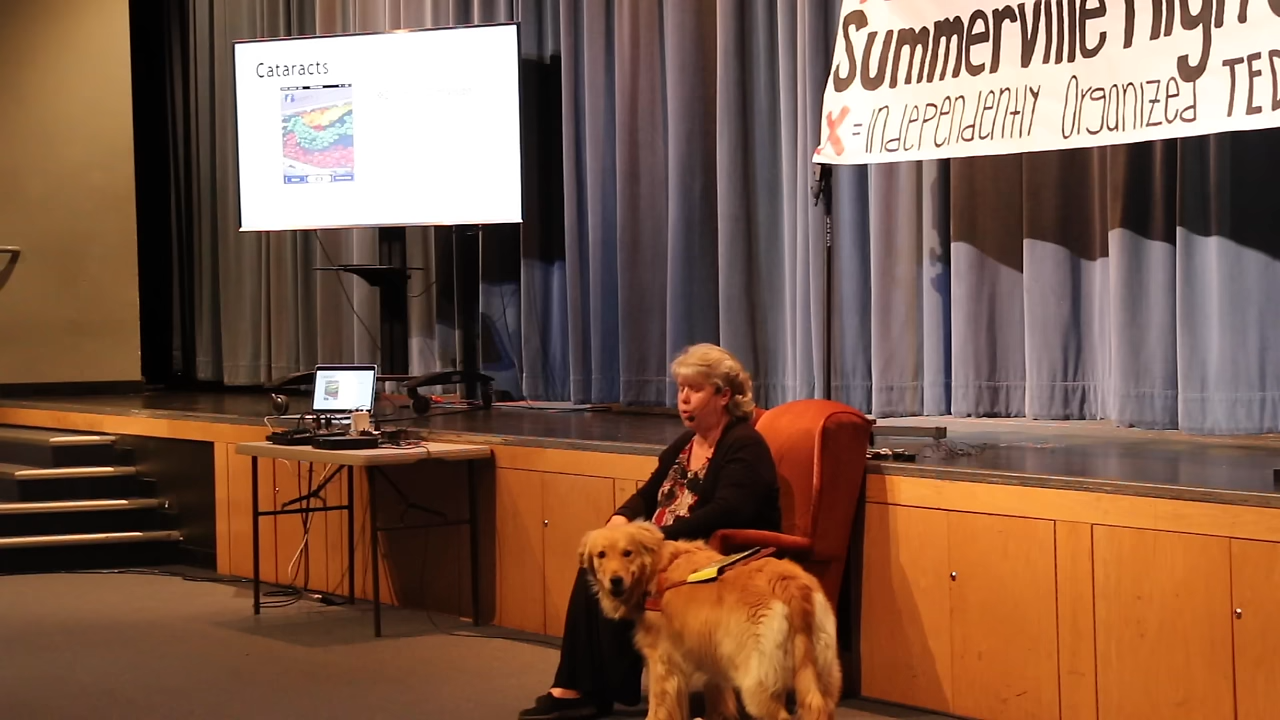 Cataracts
Summerville High
X = Independently Organized TED